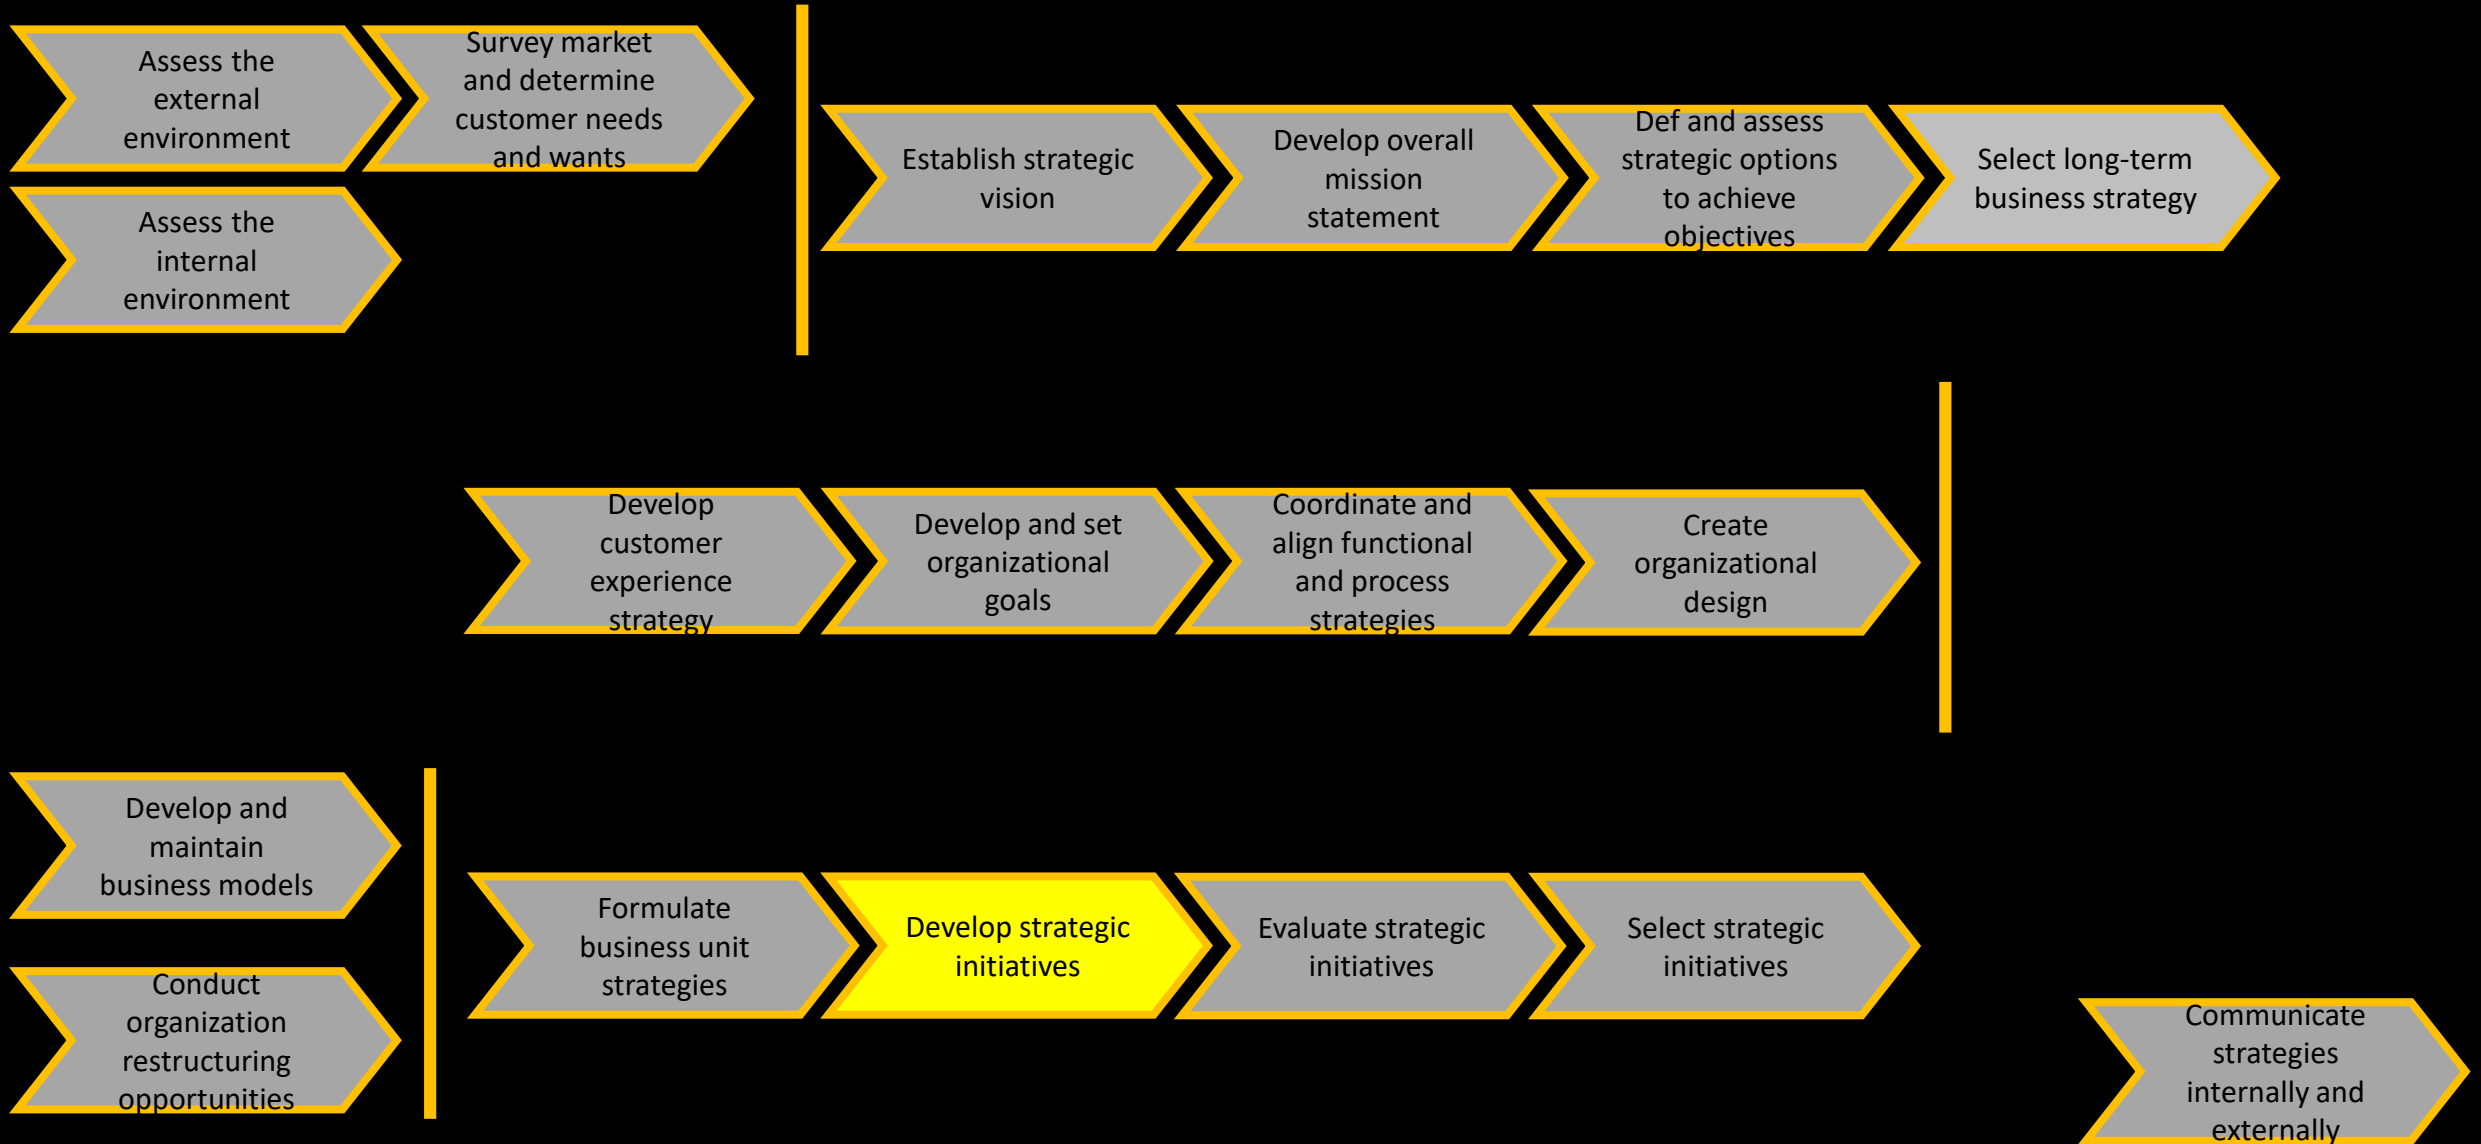 Assess the
external
environment
Survey market
and determine
customer needs
and wants
Assess the
internal
environment
Establish strategic
vision
Develop overall
mission
statement
Def and assess
strategic options
to achieve
objectives
Select long-term
business strategy
Develop
customer
experience
strategy
Develop and set
organizational
goals
Coordinate and
align functional
and process
strategies
Create
organizational
design
Develop and
maintain
business models
Conduct
organization
restructuring
opportunities
Formulate
business unit
strategies
Develop strategic
initiatives
Evaluate strategic
initiatives
Select strategic
initiatives
Communicate
strategies
internally and
externally